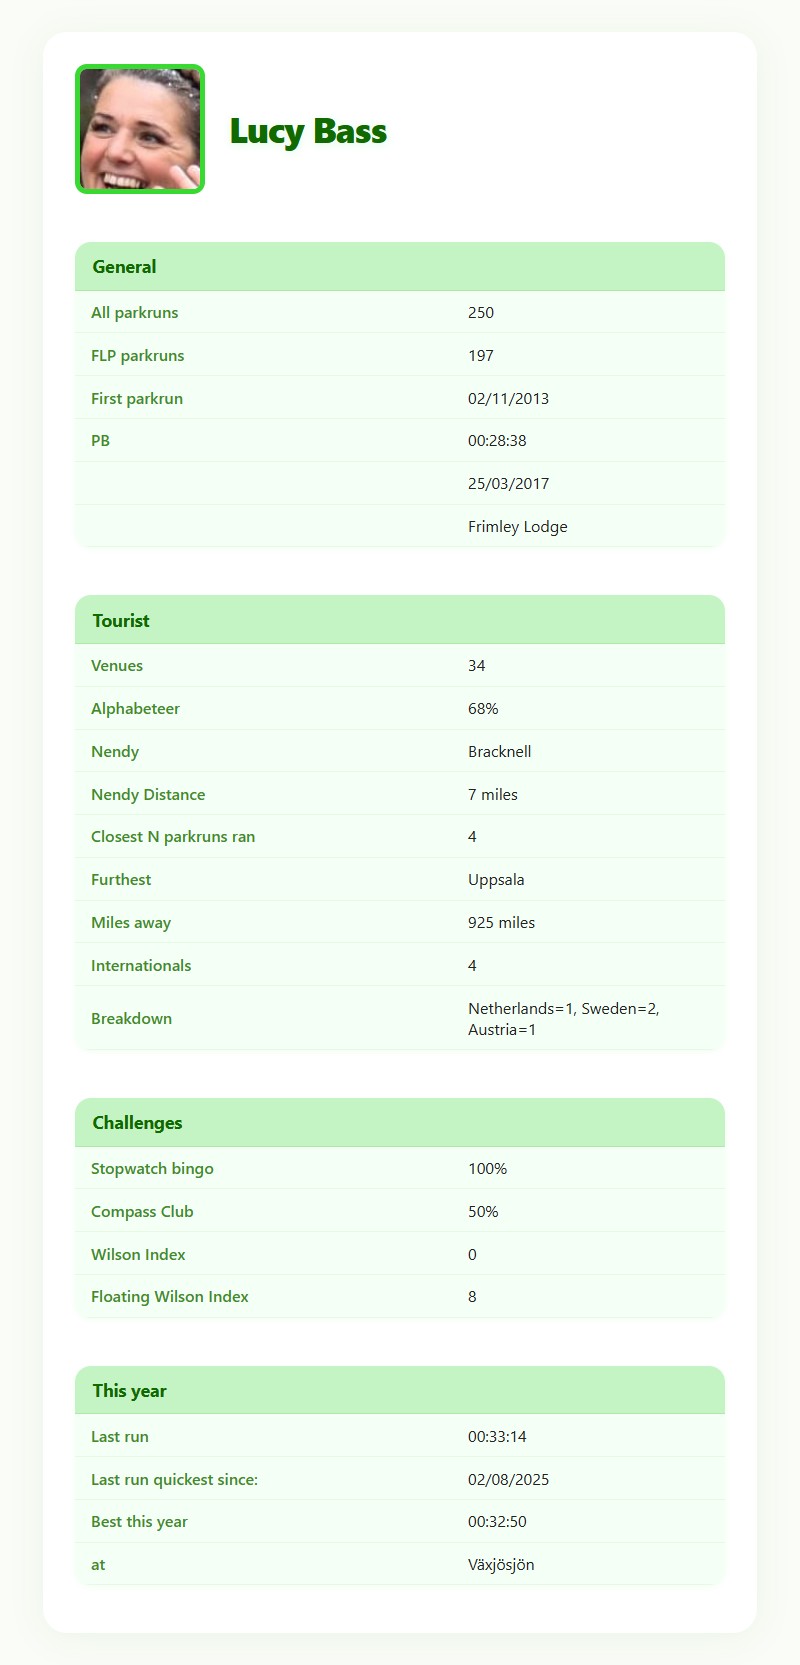 Lucy Bass
General
All parkruns 250
FLP parkruns 197
First parkrun 02/11/2013
PB 00:28:38
25/03/2017
Frimley Lodge
Tourist
Venues 34
Alphabeteer 68%
Nendy Bracknell
Nendy Distance 7 miles
Closest N parkruns ran 4
Furthest Uppsala
Miles away 925 miles
Internationals 4
Breakdown Netherlands=1, Sweden=2,
Austria=1
Challenges
Stopwatch bingo 100%
Compass Club 50%
Wilson Index 0
Floating Wilson Index 8
This year
Last run 00:33:14
Last run quickest since: 02/08/2025
Best this year 00:32:50
at Växjösjön